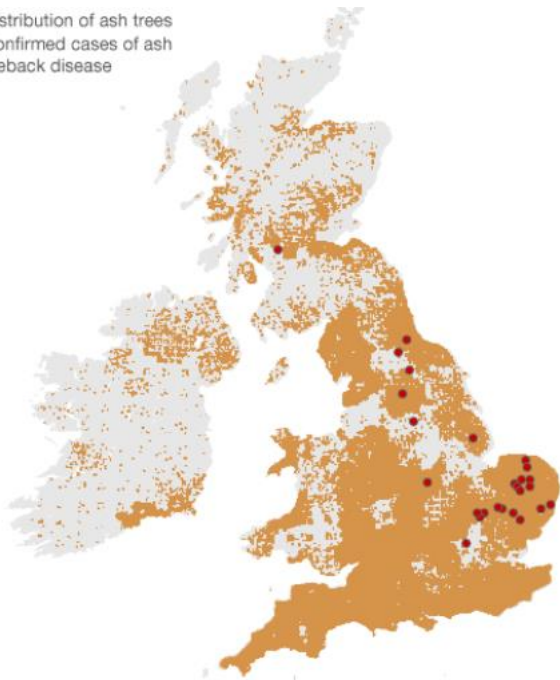 stribution of ash trees
onfirmed cases of ash
eback disease